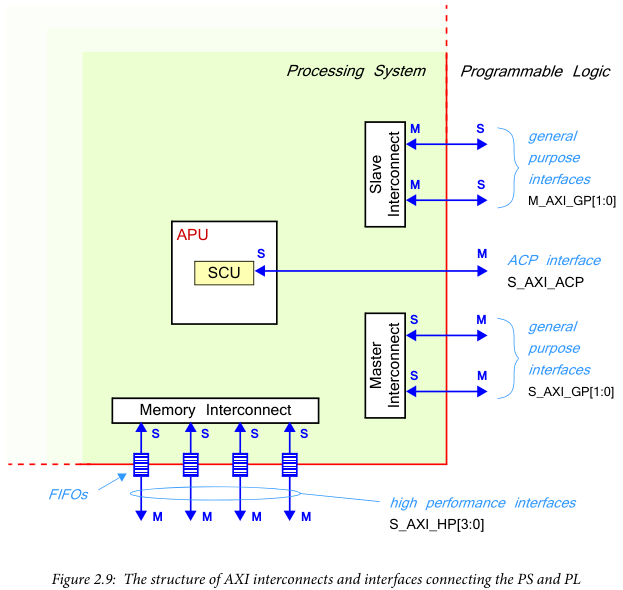 Processing System
Programmable Logic
Slave
Interconnect
M
S
M
S
general
purpose
interfaces
M_AXI_GP[1:0]
APU
SCU
S
M
ACP interface
S_AXI_ACP
Master
Interconnect
S
M
S
M
general
purpose
interfaces
S_AXI_GP[1:0]
Memory Interconnect
S
S
S
S
FIFOs
M
M
M
M
high performance interfaces
S_AXI_HP[3:0]
Figure 2.9: The structure of AXI interconnects and interfaces connecting the PS and PL